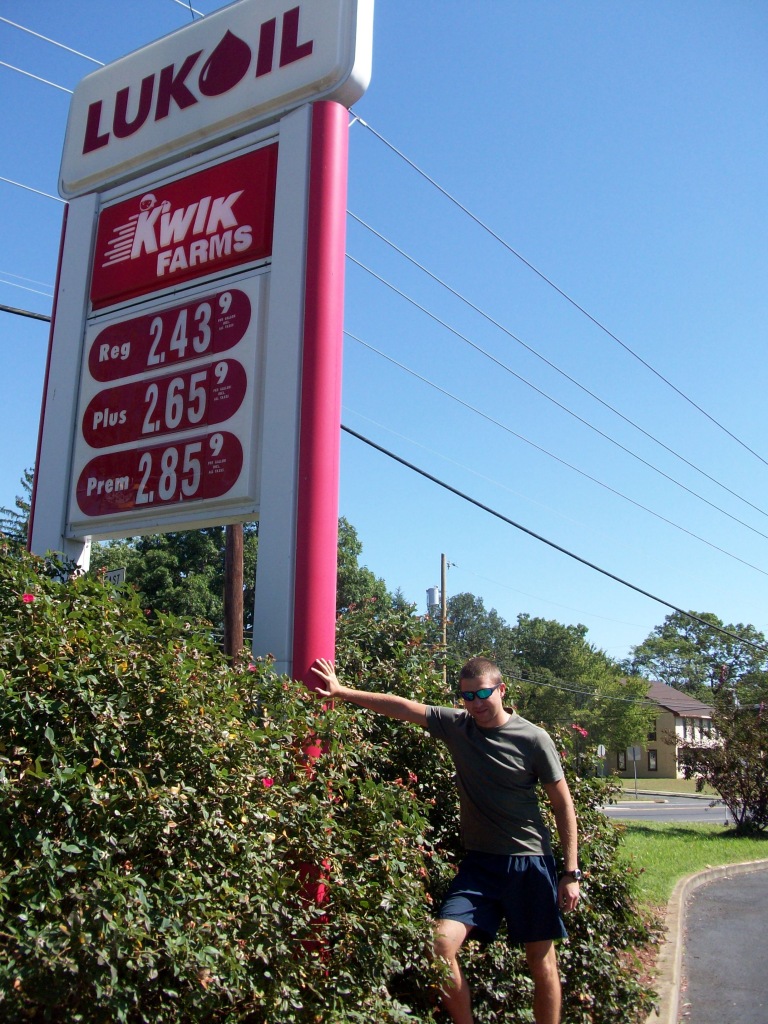 LUKOIL
KWIK
FARMS
Reg 2.43 9
Plus 2.65 9
Prem 2.85 9